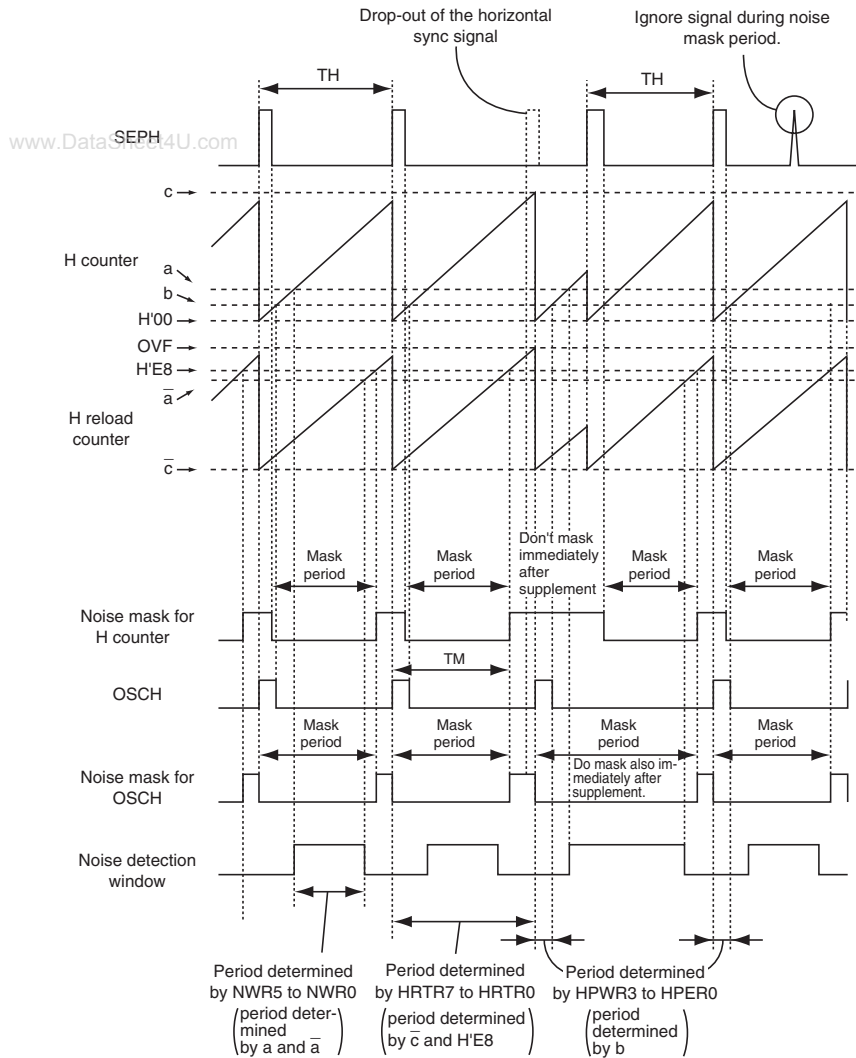 Drop-out of the horizontal
sync signal
Ignore signal during noise
mask period.
TH
TH
SEPH
www.DataSheet4U.com
c
H counter
a
b
H'00
OVF
H'E8
a̅
H reload
counter
c̅
Mask
period
Mask
period
Don't mask
immediately
after
supplement
Mask
period
Mask
period
Noise mask for
H counter
TM
OSCH
Mask
period
Mask
period
Mask
period
Mask
period
Do mask also im-
mediately after
supplement.
Noise mask for
OSCH
Noise detection
window
Period determined
by NWR5 to NWR0
(period deter-
mined
by a and a̅)
Period determined
by HRTR7 to HRTR0
(period determined
by c̅ and H'E8)
Period determined
by HPWR3 to HPER0
(period
determined
by b)